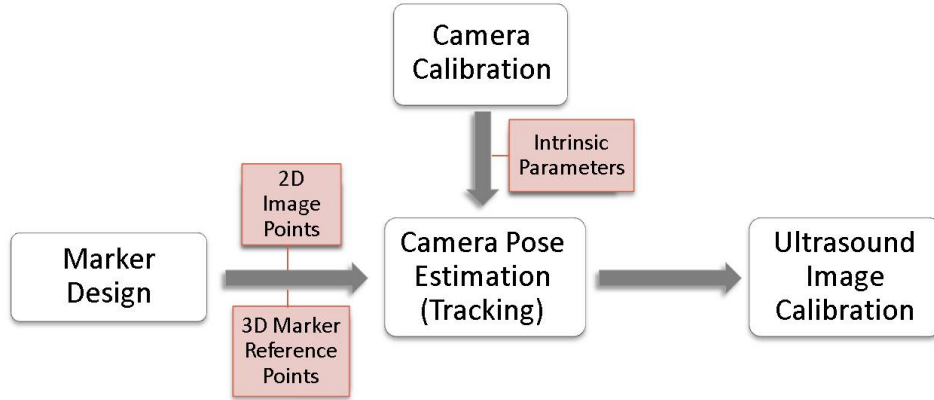 Camera
Calibration
Intrinsic
Parameters
2D
Image
Points
Marker
Design
3D Marker
Reference
Points
Camera Pose
Estimation
(Tracking)
Ultrasound
Image
Calibration